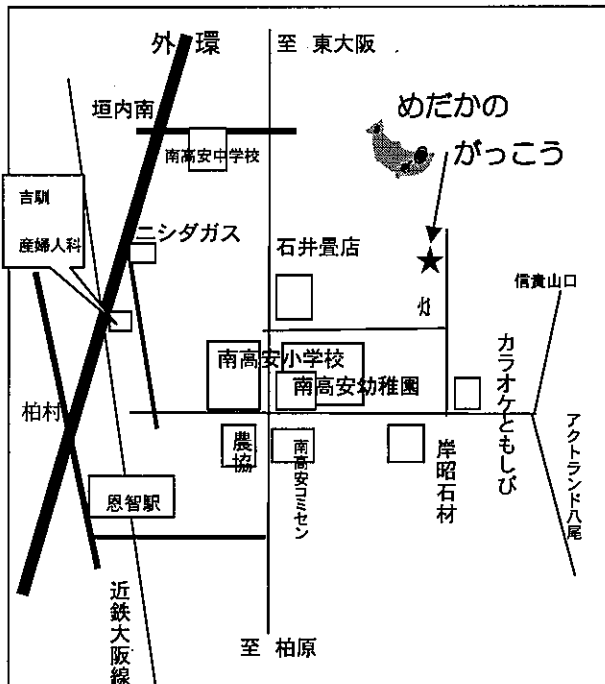 外環
至 東大阪
めだかの
がっこう
垣内南
南高安中学校
吉馴
産婦人科
ニシダガス
石井畳店
信貴山口
南高安小学校
南高安幼稚園
カラオケともしび
柏村
農協
南高安コミセン
岸昭石材
アクトランド八尾
恩智駅
近鉄大阪線
至 柏原